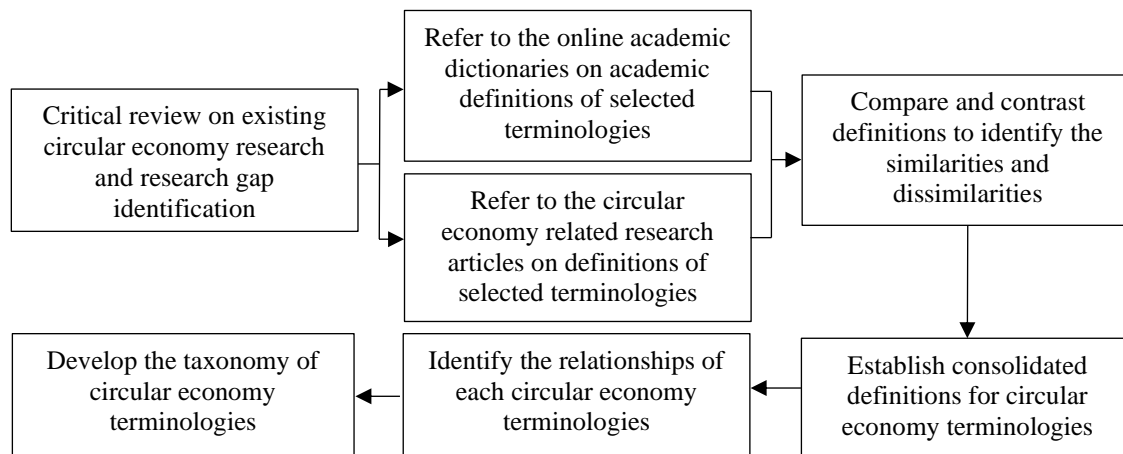 Critical review on existing
circular economy research
and research gap
identification
Refer to the online academic
dictionaries on academic
definitions of selected
terminologies
Refer to the circular
economy related research
articles on definitions of
selected terminologies
Compare and contrast
definitions to identify the
similarities and
dissimilarities
Establish consolidated
definitions for circular
economy terminologies
Identify the relationships of
each circular economy
terminologies
Develop the taxonomy of
circular economy
terminologies